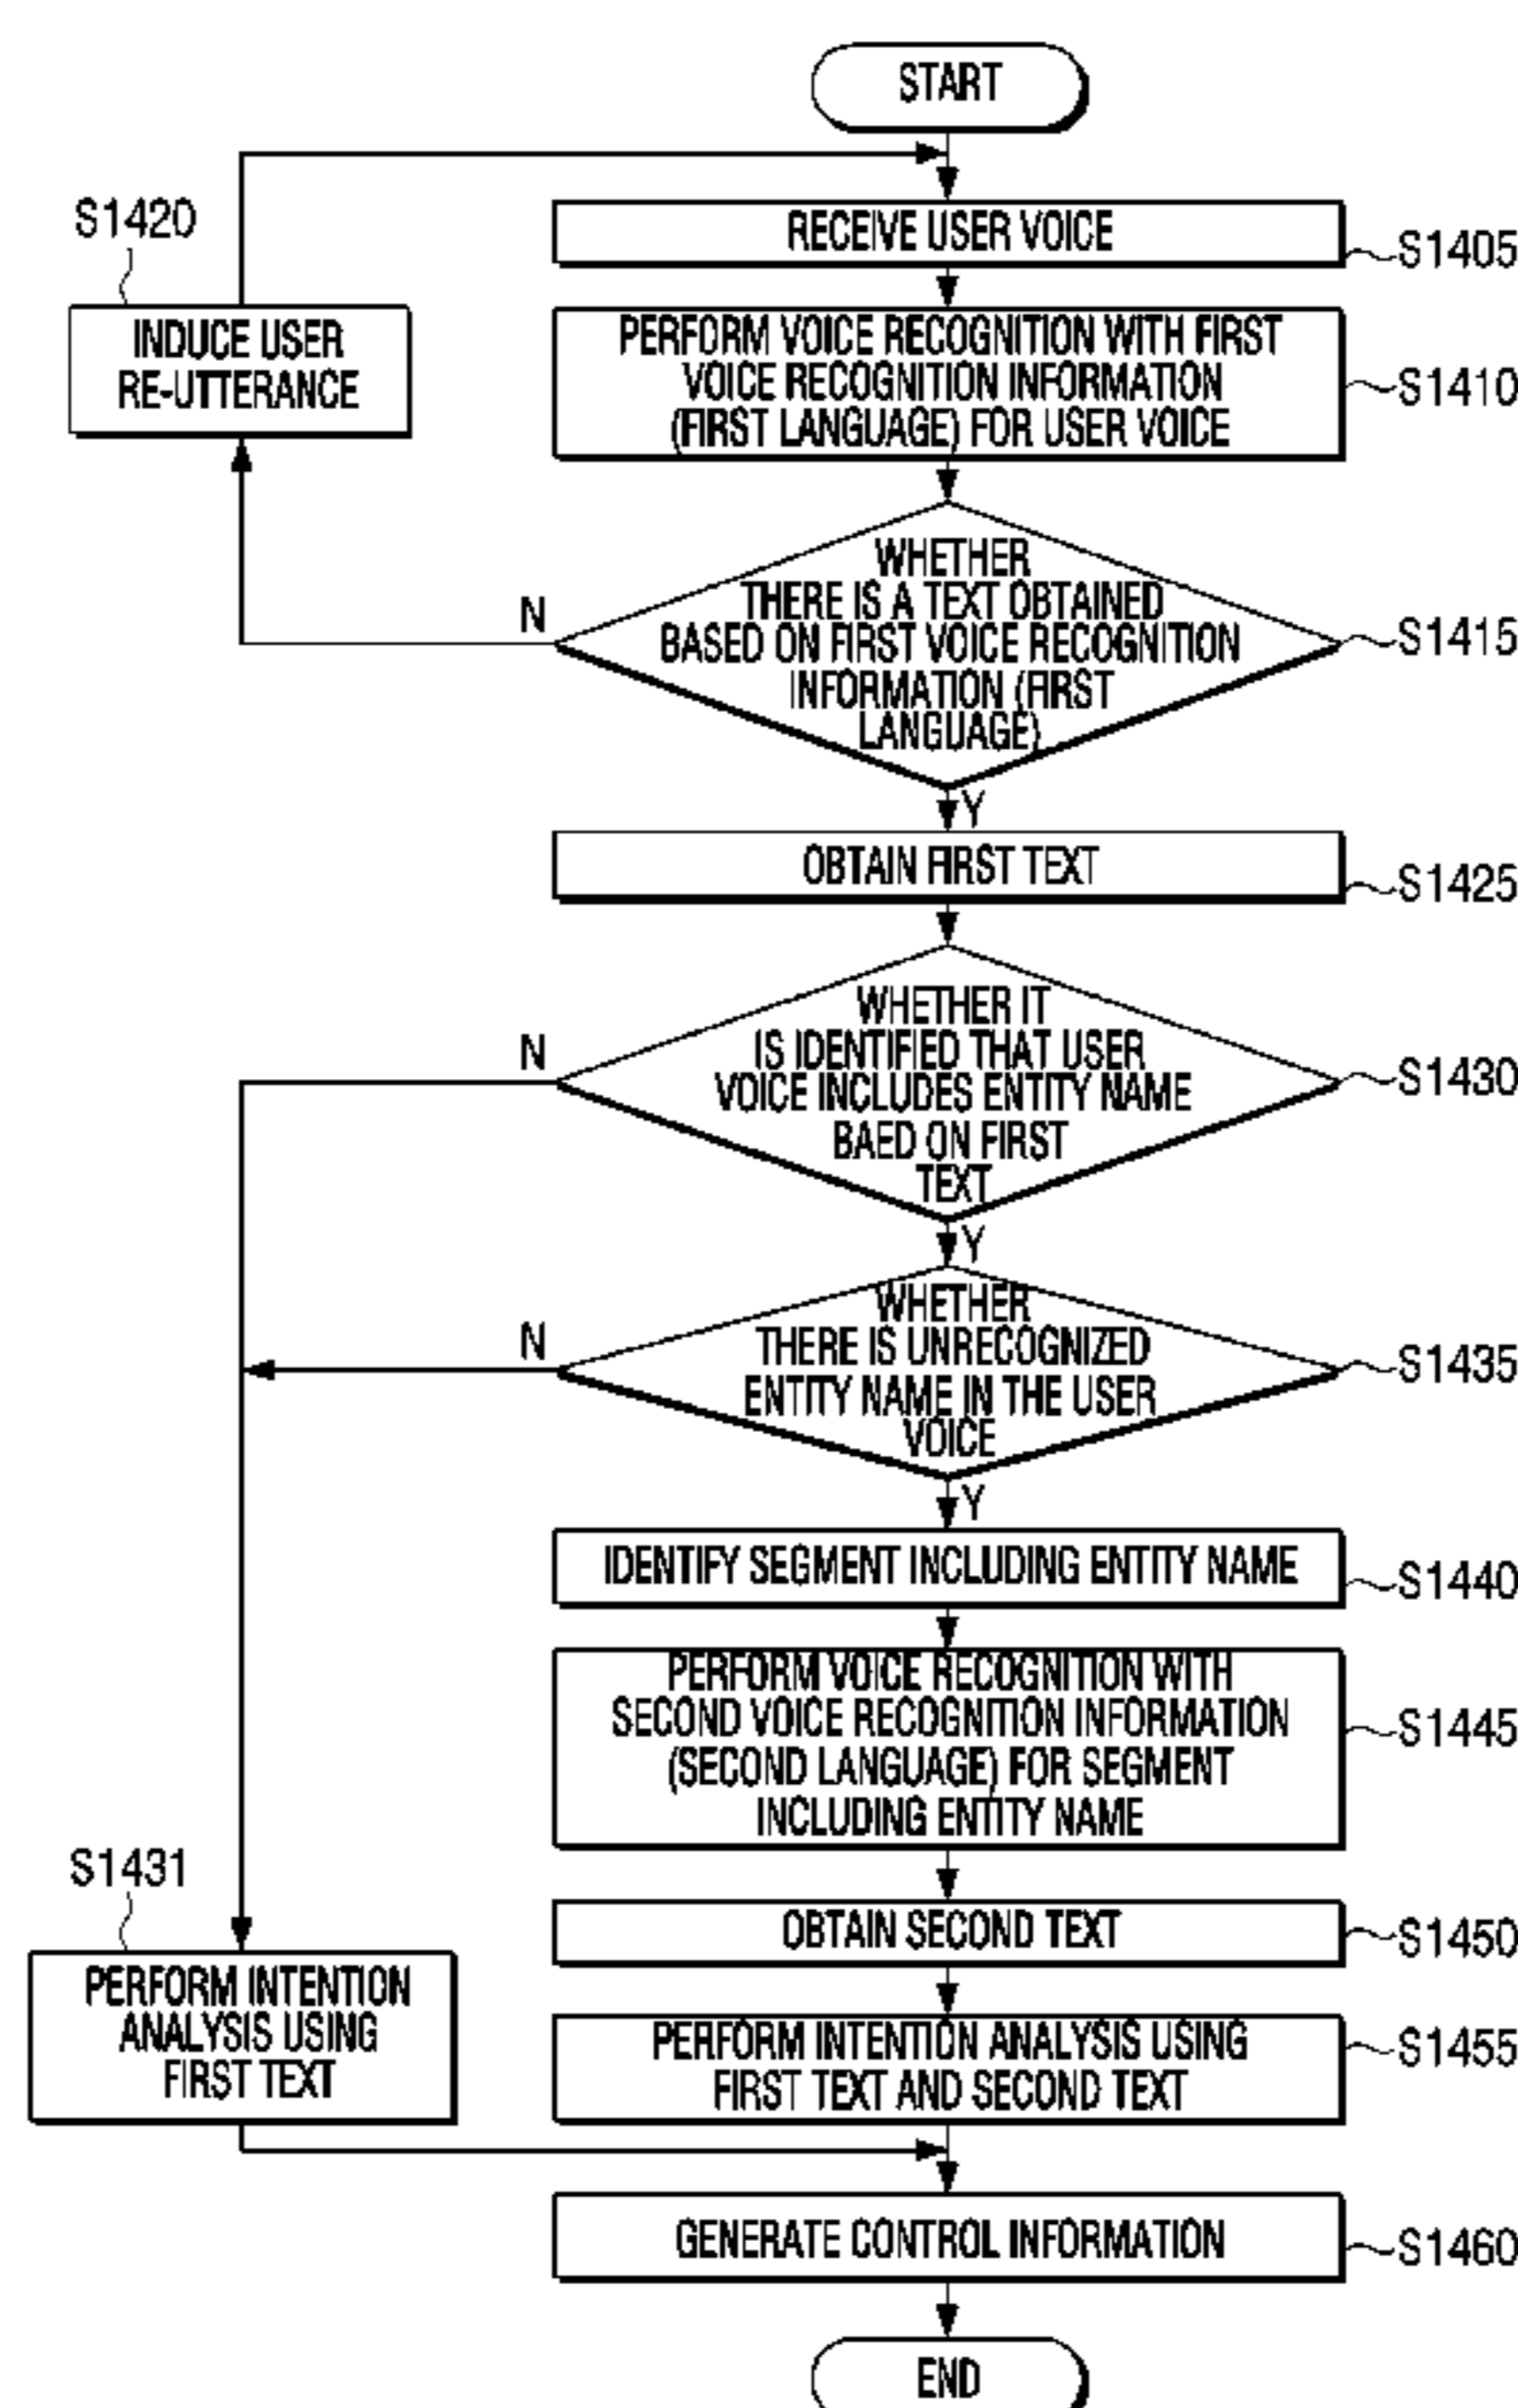 START
S1420
RECEIVE USER VOICE
S1405
INDUCE USER
RE-UTTERANCE
PERFORM VOICE RECOGNITION WITH FIRST
VOICE RECOGNITION INFORMATION
(FIRST LANGUAGE) FOR USER VOICE
S1410
WHETHER
THERE IS A TEXT OBTAINED
BASED ON FIRST VOICE RECOGNITION
INFORMATION (FIRST
LANGUAGE)
N
S1415
Y
OBTAIN FIRST TEXT
S1425
WHETHER IT
IS IDENTIFIED THAT USER
VOICE INCLUDES ENTITY NAME
BAED ON FIRST
TEXT
N
S1430
Y
WHETHER
THERE IS UNRECOGNIZED
ENTITY NAME IN THE USER
VOICE
N
S1435
Y
IDENTIFY SEGMENT INCLUDING ENTITY NAME
S1440
PERFORM VOICE RECOGNITION WITH
SECOND VOICE RECOGNITION INFORMATION
(SECOND LANGUAGE) FOR SEGMENT
INCLUDING ENTITY NAME
S1445
S1431
OBTAIN SECOND TEXT
S1450
PERFORM INTENTION
ANALYSIS USING
FIRST TEXT
PERFORM INTENTION ANALYSIS USING
FIRST TEXT AND SECOND TEXT
S1455
GENERATE CONTROL INFORMATION
S1460
END